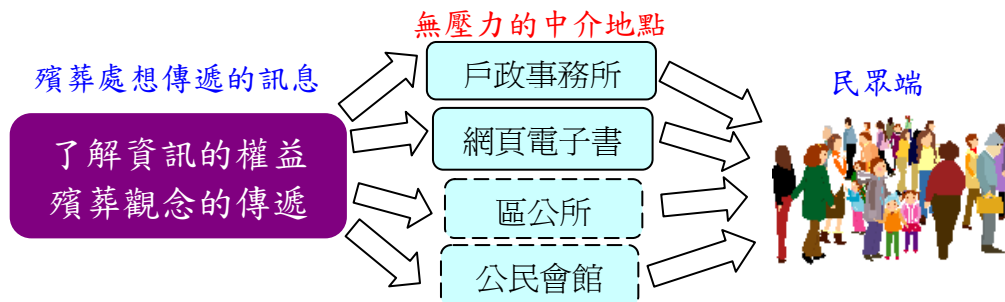 無壓力的中介地點
殯葬處想傳遞的訊息
了解資訊的權益
殯葬觀念的傳遞
戶政事務所
網頁電子書
區公所
公民會館
民眾端